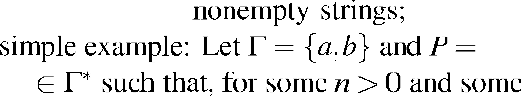 nonempty strings;
simple example: Let Γ = {a,b} and P =
∈ Γ* such that, for some n > 0 and some